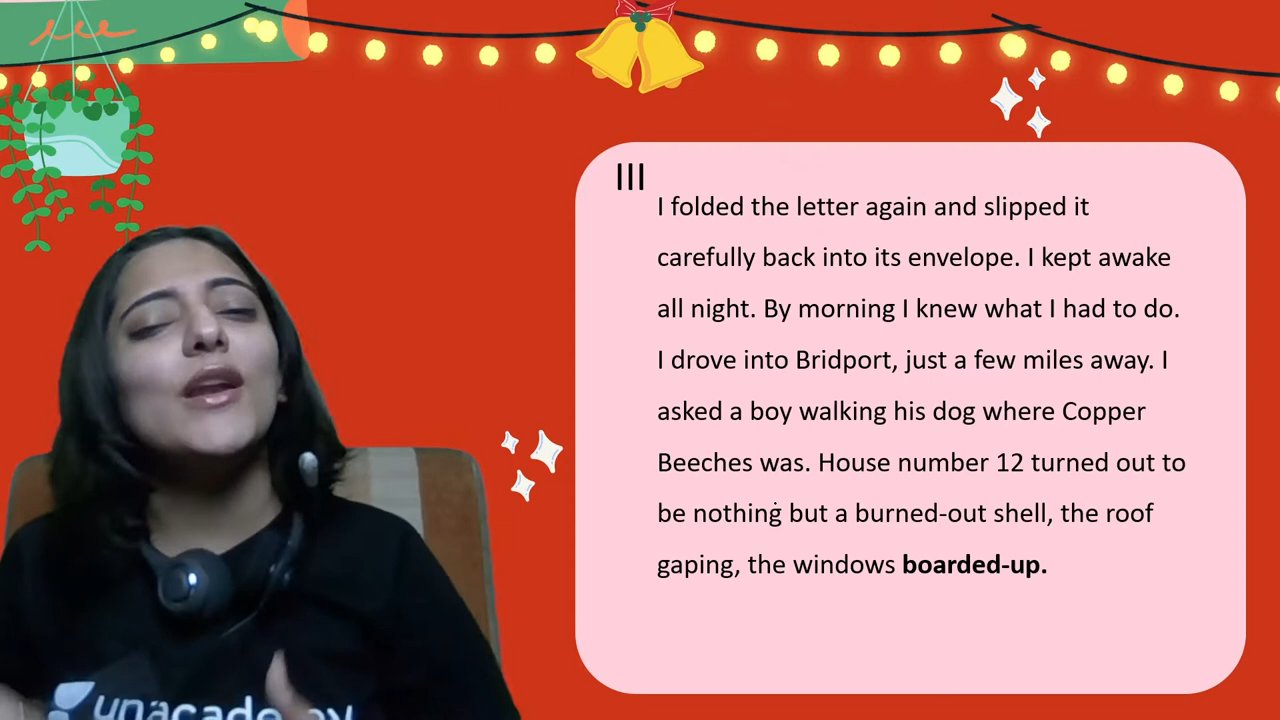 III
I folded the letter again and slipped it
carefully back into its envelope. I kept awake
all night. By morning I knew what I had to do.
I drove into Bridport, just a few miles away. I
asked a boy walking his dog where Copper
Beeches was. House number 12 turned out to
be nothing but a burned-out shell, the roof
gaping, the windows boarded-up.
unacademy